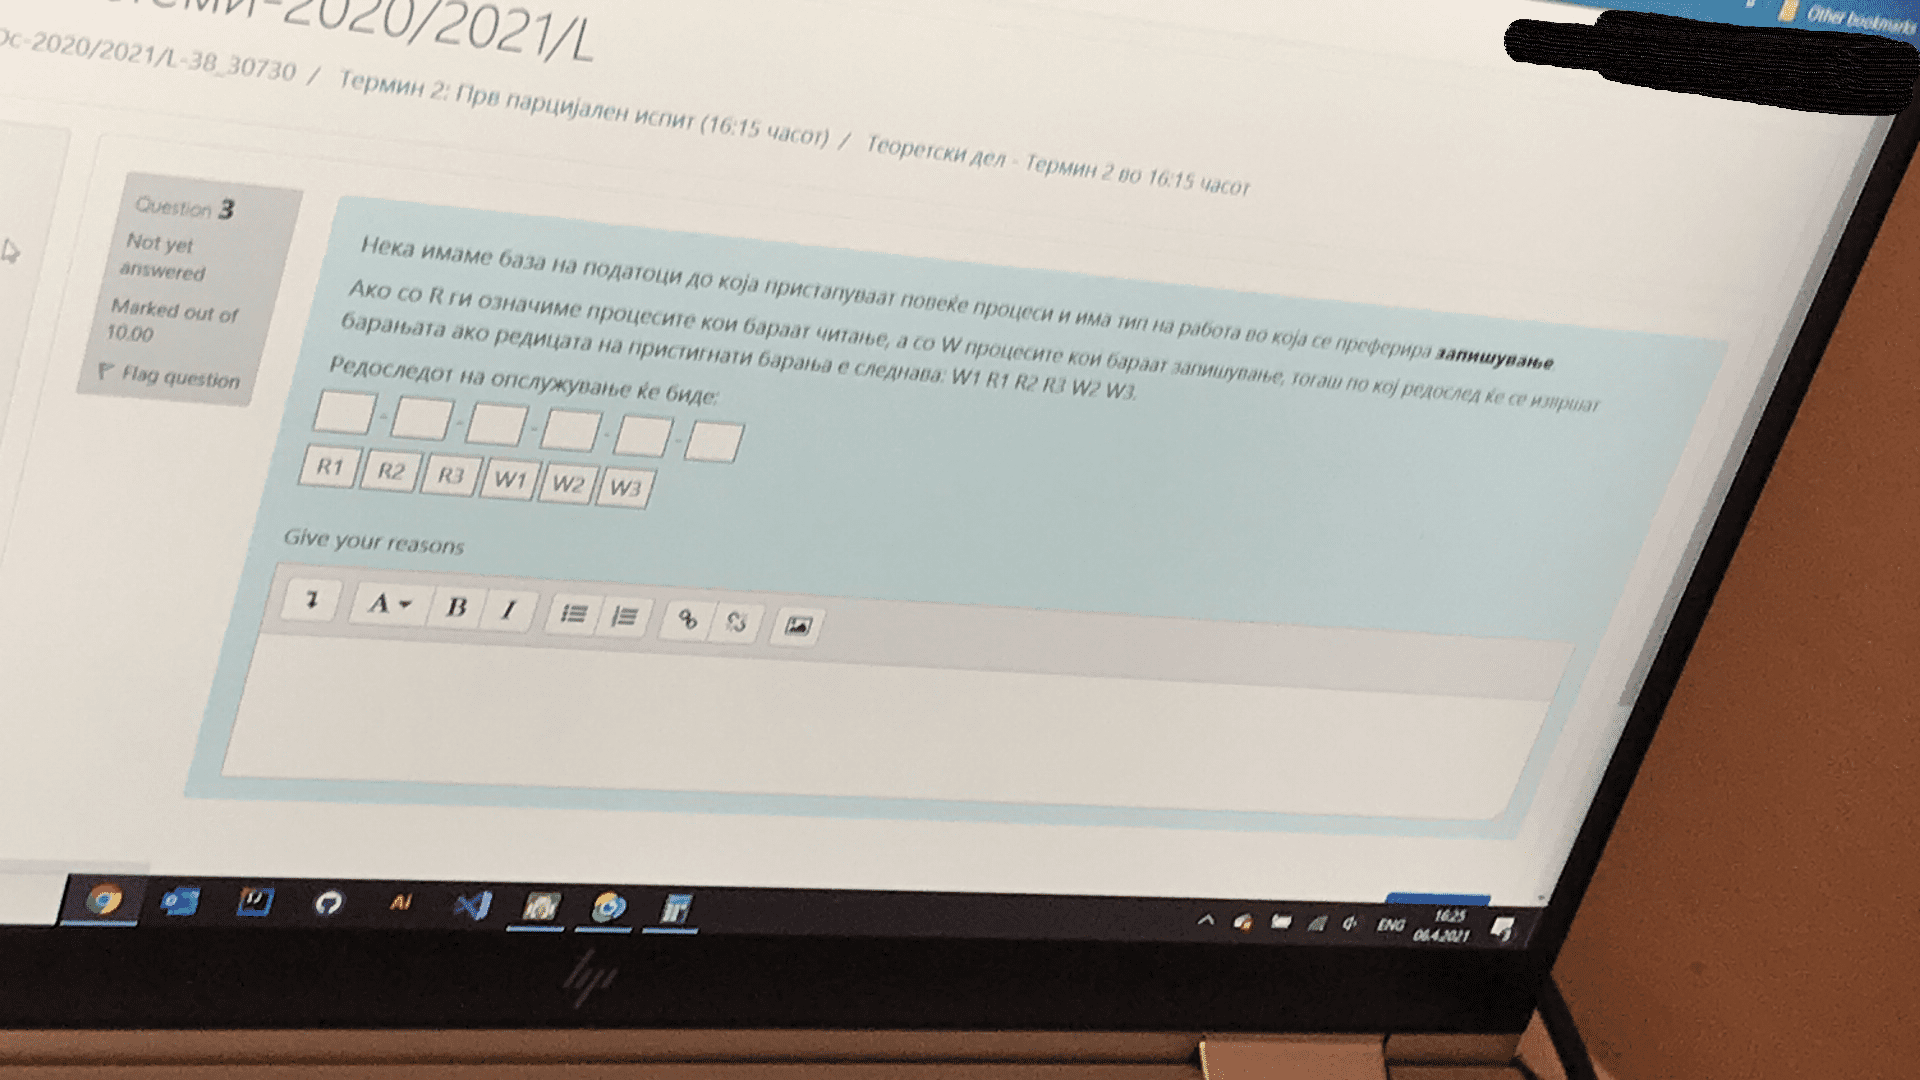 -2020/2021/L
Ос-2020/2021/L-38_30730 / Термин 2: Прв парцијален испит (16:15 часот) / Теоретски дел - Термин 2 во 16:15 часот
Other bookmarks
Question 3
Not yet
answered
Marked out of
10.00
Flag question
Нека имаме база на податоци до која пристапуваат повеќе процеси и има тип на работа во која се преферира запишување.
Ако со R ги означиме процесите кои бараат читање, а со W процесите кои бараат запишување, тогаш по кој редослед ќе се извршат
барањата ако редицата на пристигнати барања е следнава: W1 R1 R2 R3 W2 W3.
Редоследот на опслужување ќе биде:
- - - - -
R1 R2 R3 W1 W2 W3
Give your reasons
A B I
Ai
ENG
16:25
06.4.2021
hp